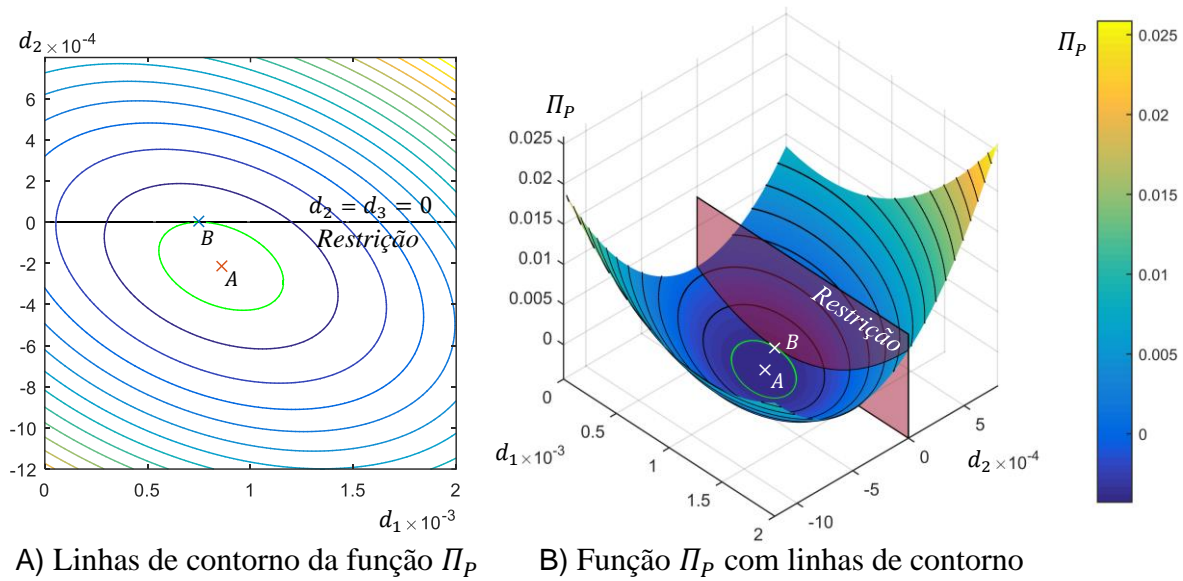 d₂ × 10⁻⁴
6
4
2
0
-2
-4
-6
-8
-10
-12
0
0.5
1
1.5
2
d₁ × 10⁻³
d₂ = d₃ = 0
Restrição
B
A
A) Linhas de contorno da função Π_P
Π_P
0.025
0.02
0.015
0.01
0.005
0
0
0.5
1
1.5
2
d₁ × 10⁻³
-10
-5
0
5
d₂ × 10⁻⁴
Restrição
B
A
Π_P
0.025
0.02
0.015
0.01
0.005
0
B) Função Π_P com linhas de contorno